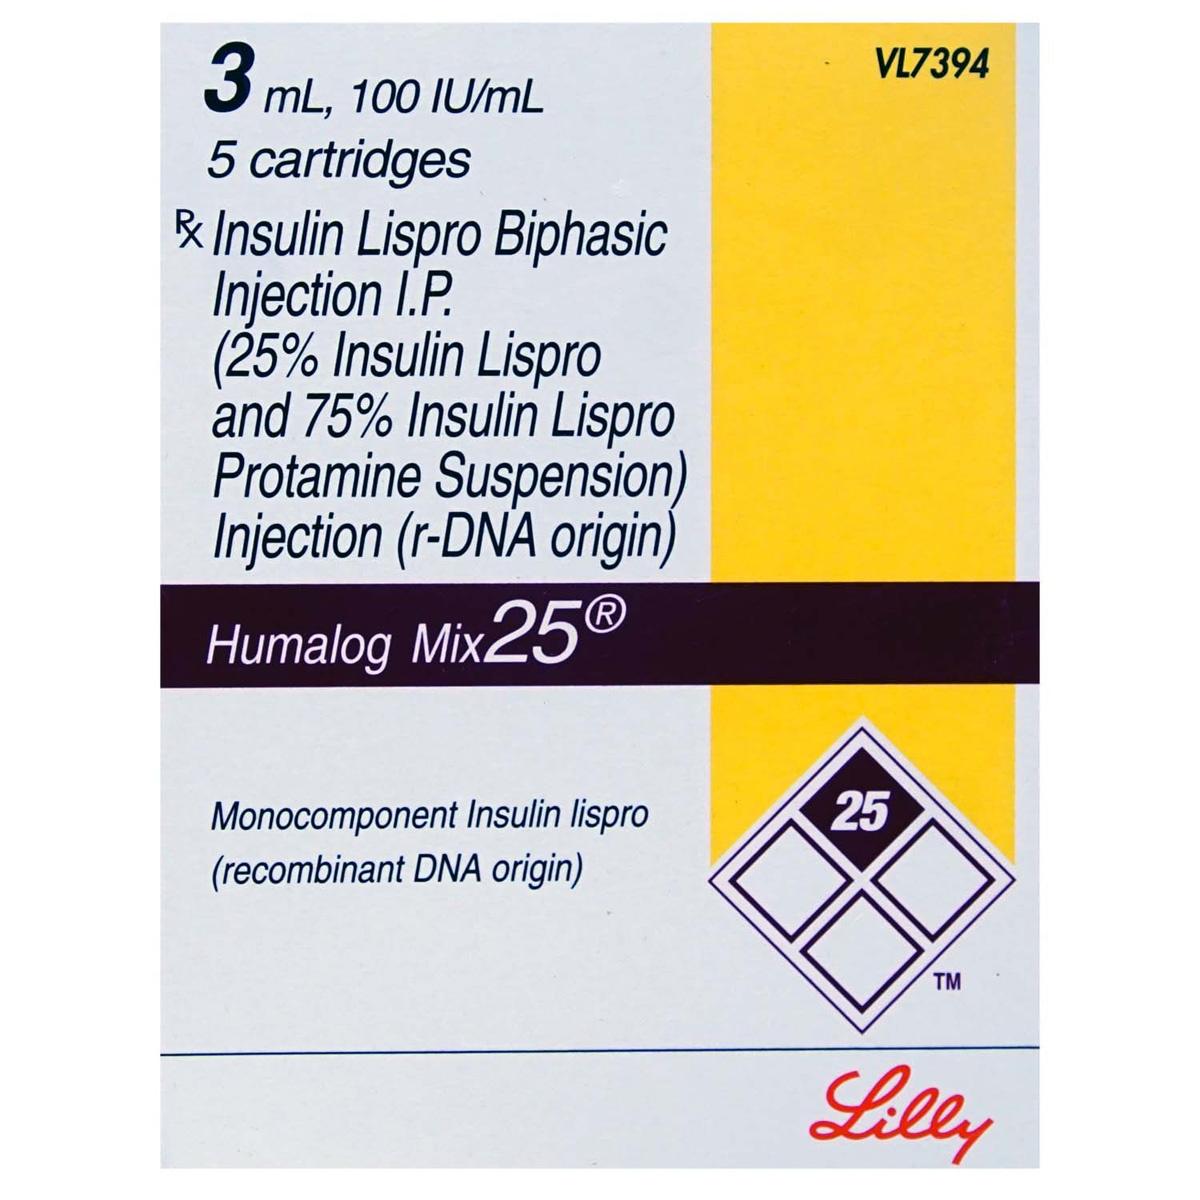 3 mL, 100 IU/mL
VL7394
5 cartridges
Rx Insulin Lispro Biphasic
Injection I.P.
(25% Insulin Lispro
and 75% Insulin Lispro
Protamine Suspension)
Injection (r-DNA origin)
Humalog Mix25®
Monocomponent Insulin lispro
(recombinant DNA origin)
25
TM
Lilly